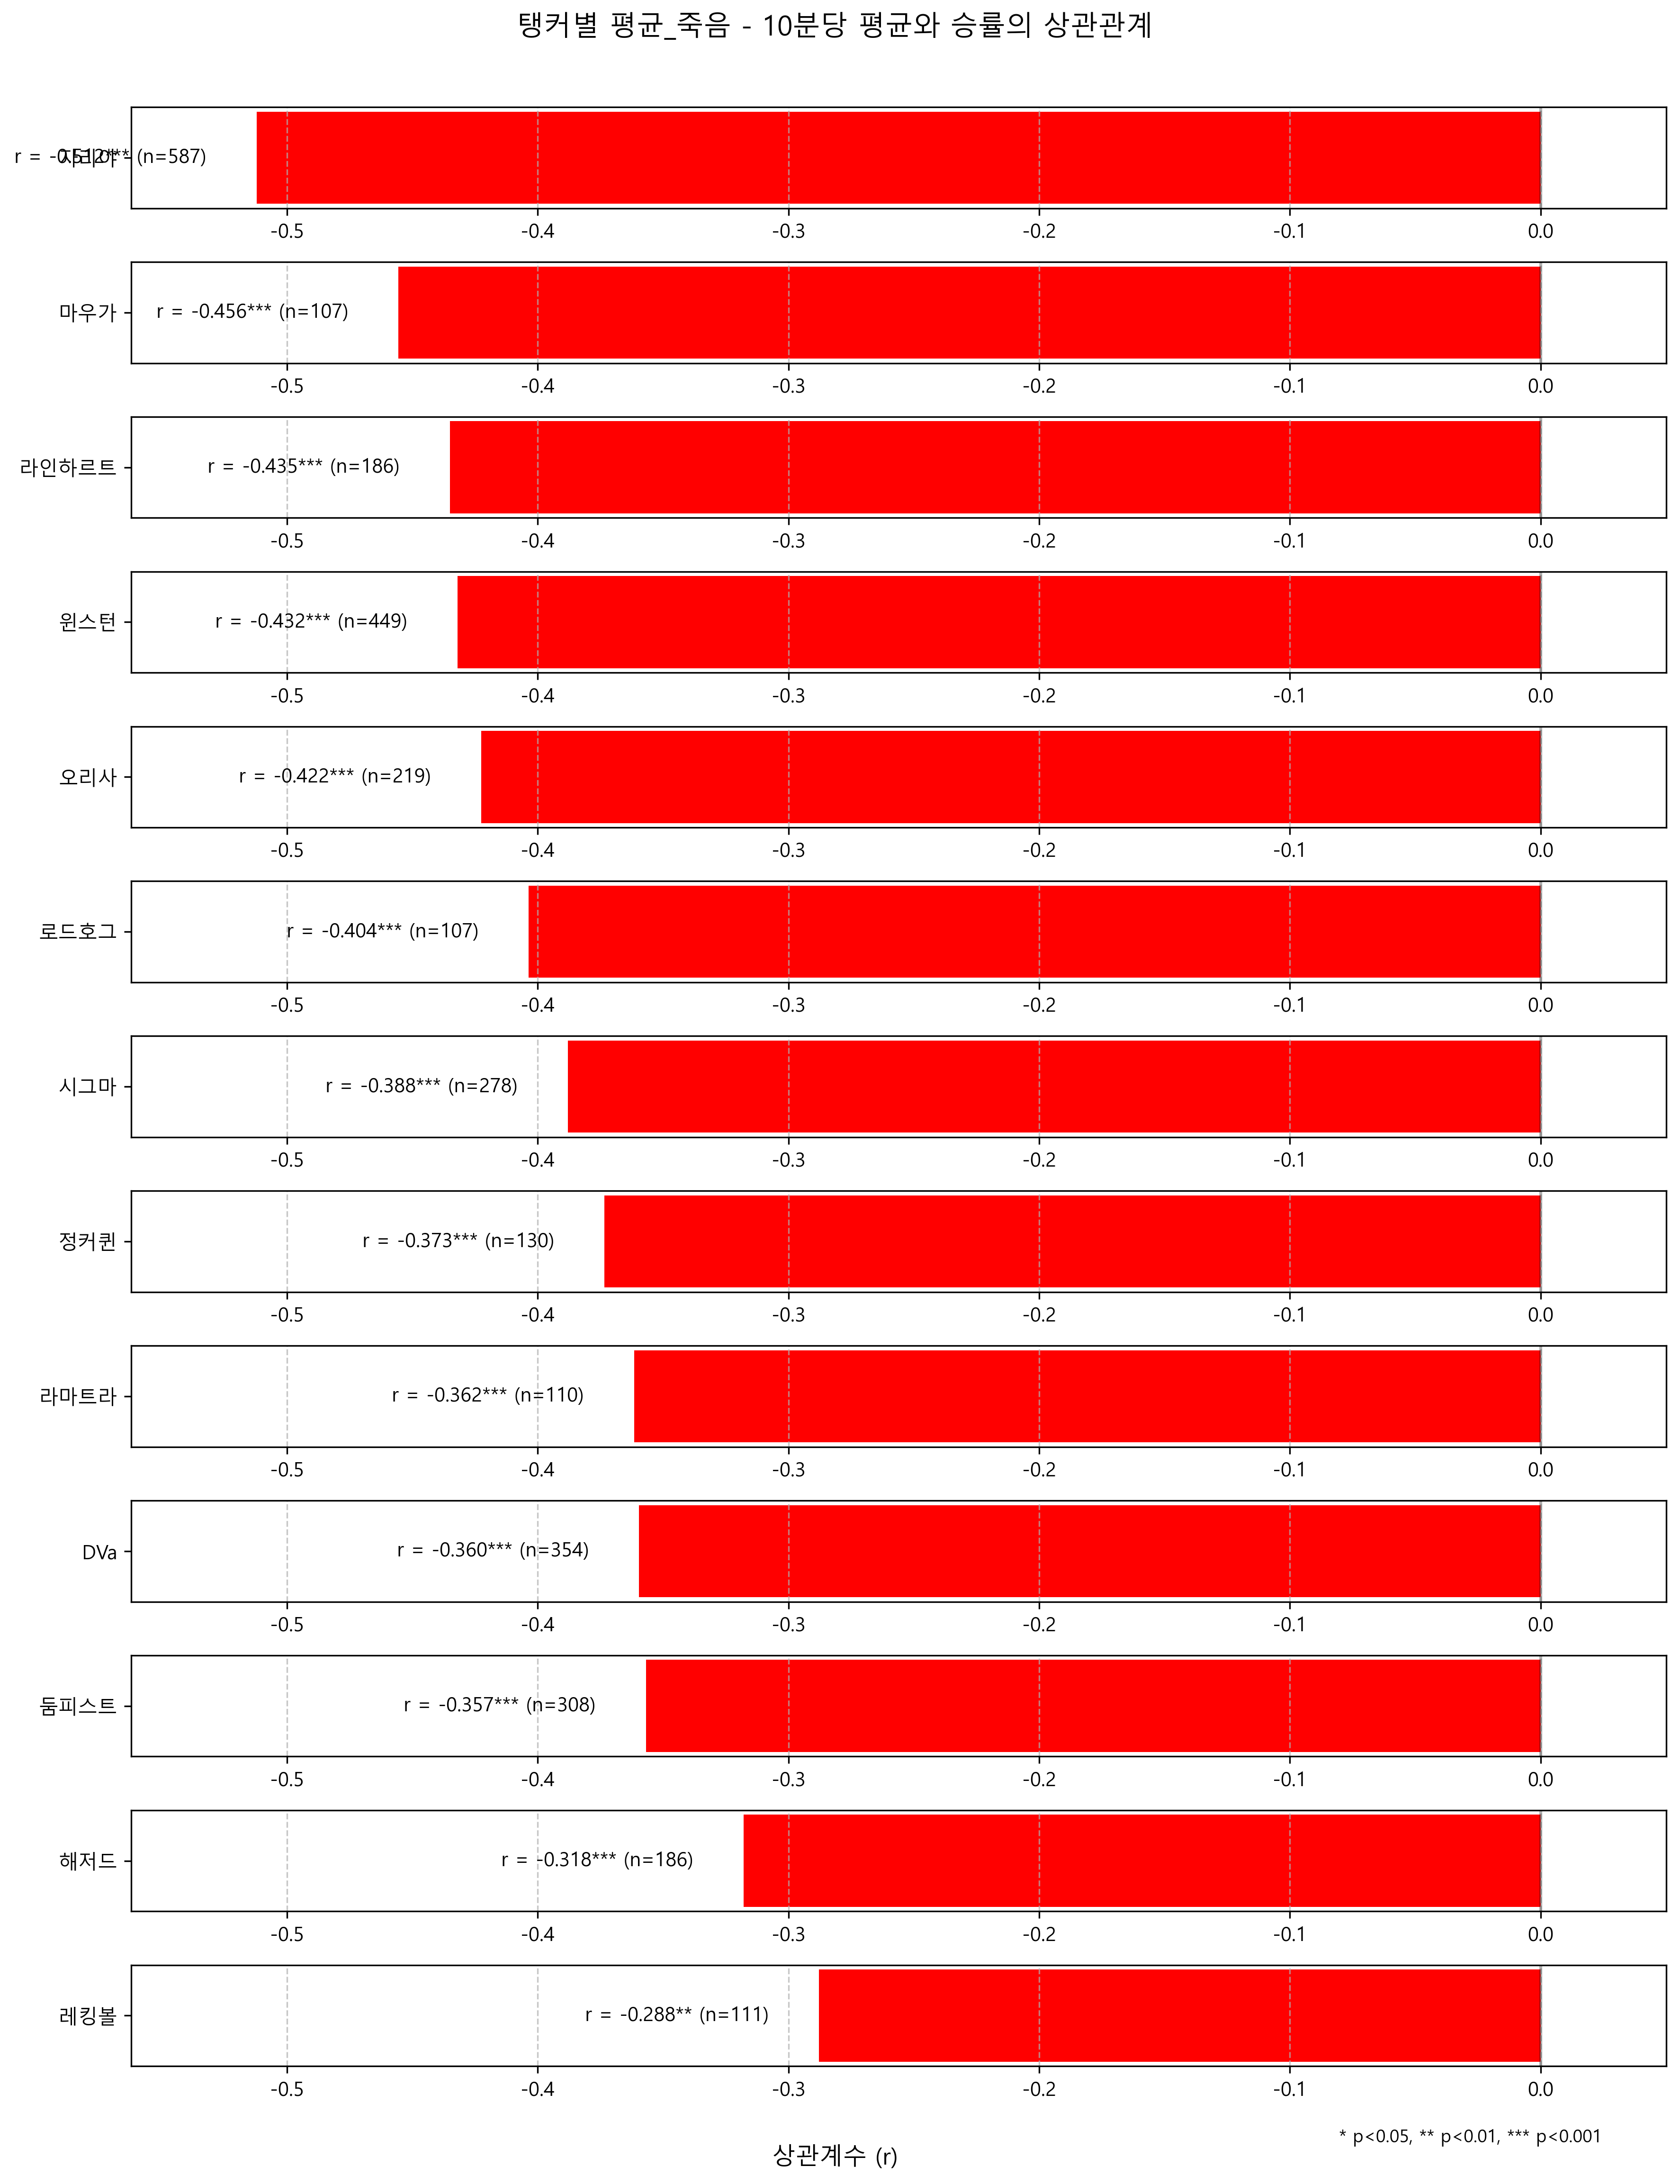 탱커별 평균_죽음 - 10분당 평균와 승률의 상관관계
자리야
r = -0.512*** (n=587)
-0.5 -0.4 -0.3 -0.2 -0.1 0.0
마우가
r = -0.456*** (n=107)
-0.5 -0.4 -0.3 -0.2 -0.1 0.0
라인하르트
r = -0.435*** (n=186)
-0.5 -0.4 -0.3 -0.2 -0.1 0.0
윈스턴
r = -0.432*** (n=449)
-0.5 -0.4 -0.3 -0.2 -0.1 0.0
오리사
r = -0.422*** (n=219)
-0.5 -0.4 -0.3 -0.2 -0.1 0.0
로드호그
r = -0.404*** (n=107)
-0.5 -0.4 -0.3 -0.2 -0.1 0.0
시그마
r = -0.388*** (n=278)
-0.5 -0.4 -0.3 -0.2 -0.1 0.0
정커퀸
r = -0.373*** (n=130)
-0.5 -0.4 -0.3 -0.2 -0.1 0.0
라마트라
r = -0.362*** (n=110)
-0.5 -0.4 -0.3 -0.2 -0.1 0.0
DVa
r = -0.360*** (n=354)
-0.5 -0.4 -0.3 -0.2 -0.1 0.0
둠피스트
r = -0.357*** (n=308)
-0.5 -0.4 -0.3 -0.2 -0.1 0.0
해저드
r = -0.318*** (n=186)
-0.5 -0.4 -0.3 -0.2 -0.1 0.0
레킹볼
r = -0.288** (n=111)
-0.5 -0.4 -0.3 -0.2 -0.1 0.0
* p<0.05, ** p<0.01, *** p<0.001
상관계수 (r)